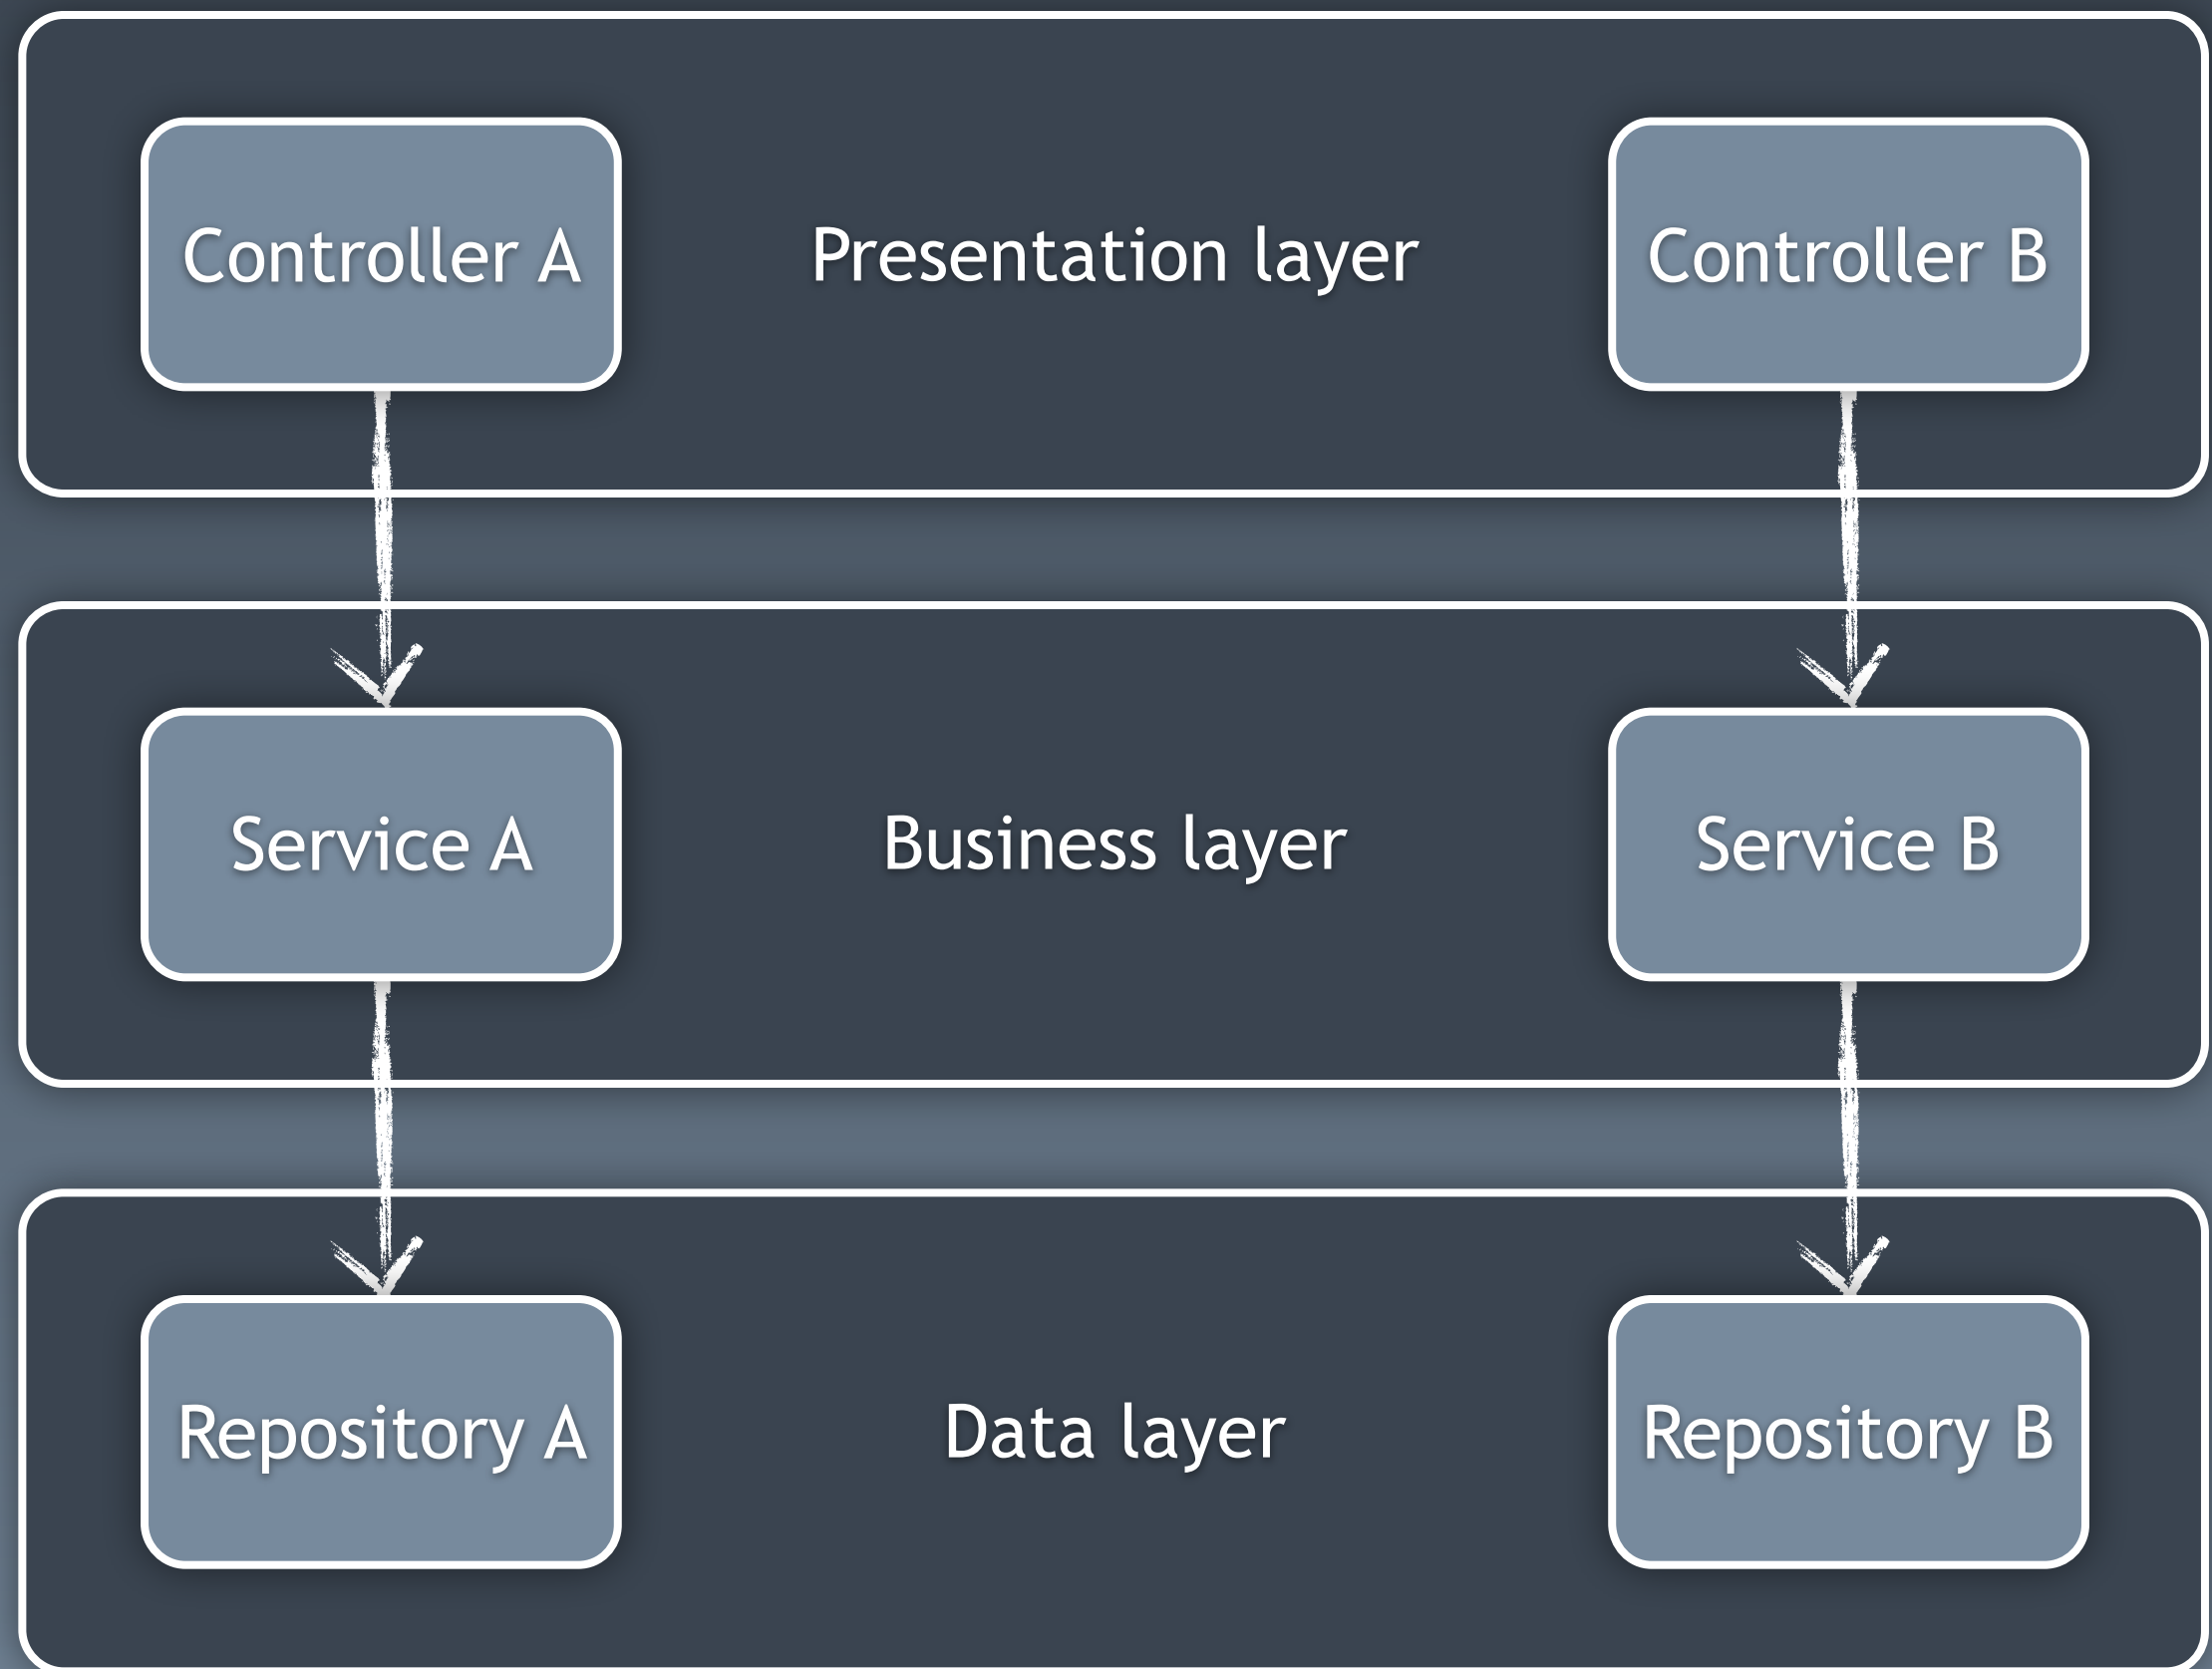 Controller A
Presentation layer
Controller B
Service A
Business layer
Service B
Repository A
Data layer
Repository B